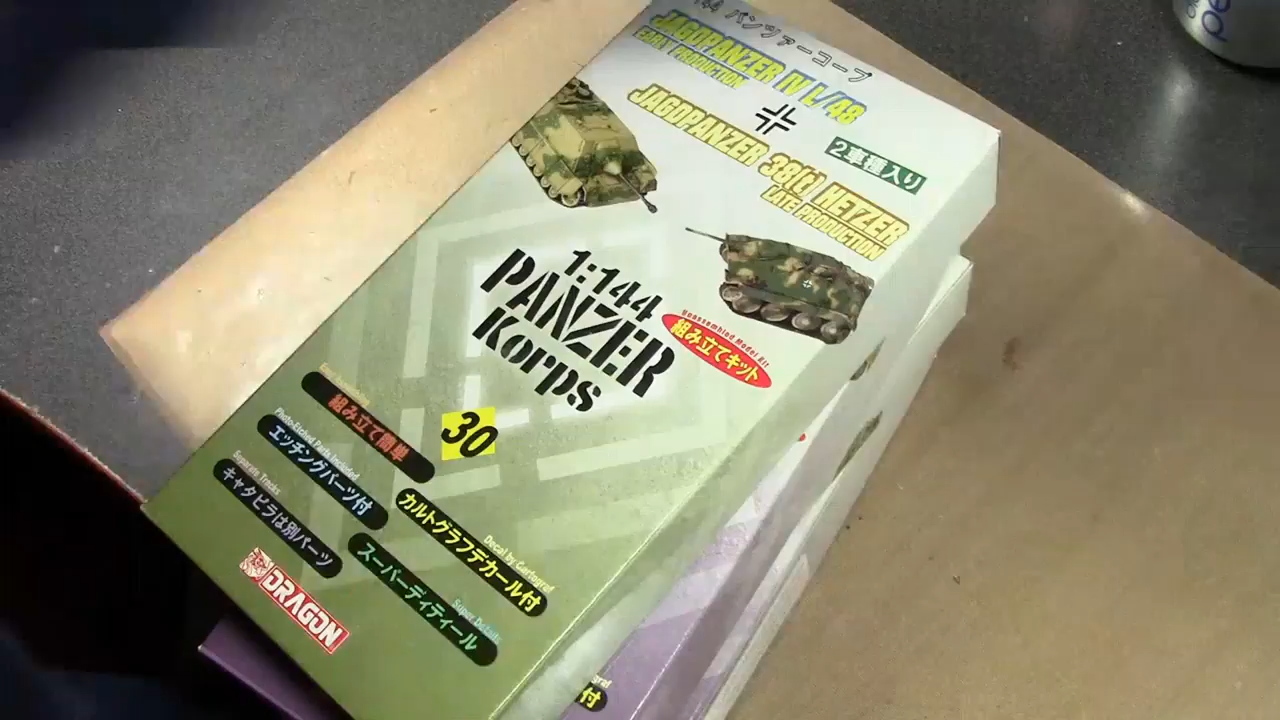 144 パンツァーコープ
JAGDPANZER IV L/48
EARLY PRODUCTION
JAGDPANZER 38(t) HETZER
LATE PRODUCTION
2車種入り
1:144
PANZER
Korps
Unassembled Model Kit
組み立てキット
30
組み立て簡単
Photo-Etched Parts Included
エッチングパーツ付
Separate Tracks
キャタピラは別パーツ
Decal by Cartograf
カルトグラフデカール付
Super Details
スーパーディティール
DRAGON
graf
付
pe